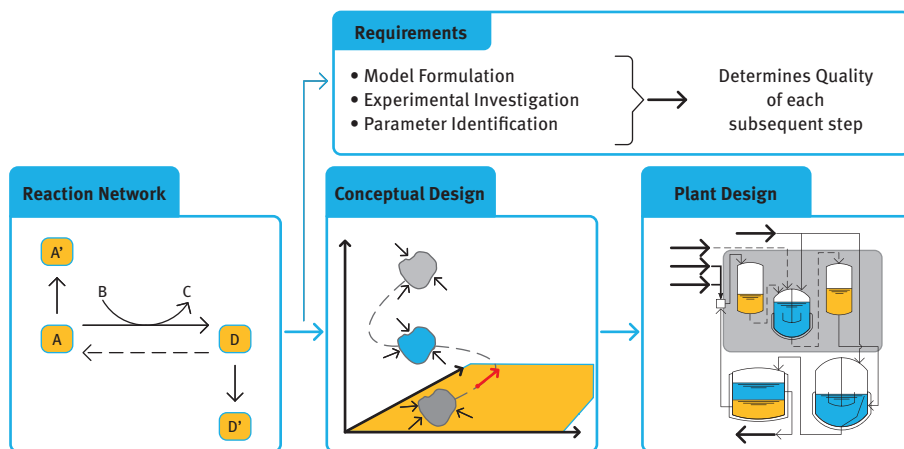 Requirements
• Model Formulation
• Experimental Investigation
• Parameter Identification
Determines Quality
of each
subsequent step
Reaction Network
A'
B
C
A
D
D'
Conceptual Design
Plant Design